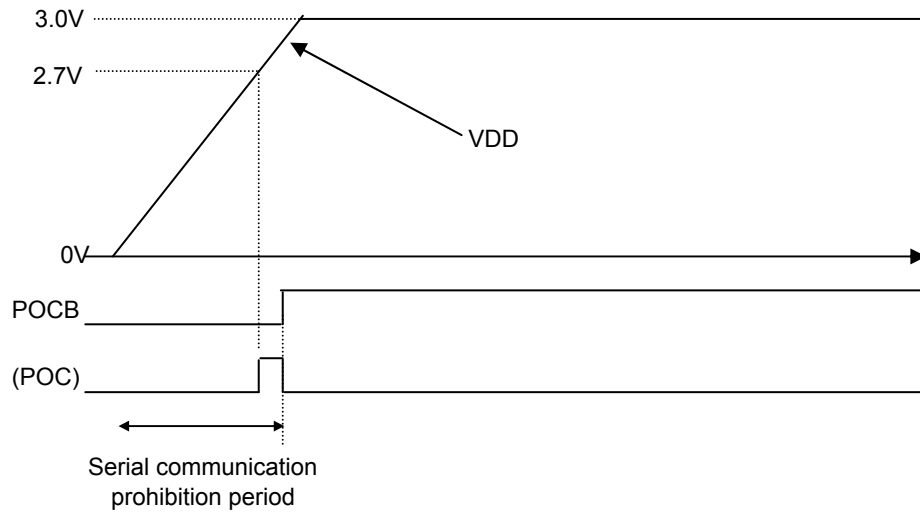 3.0V
2.7V
VDD
0V
POCB
(POC)
Serial communication
prohibition period